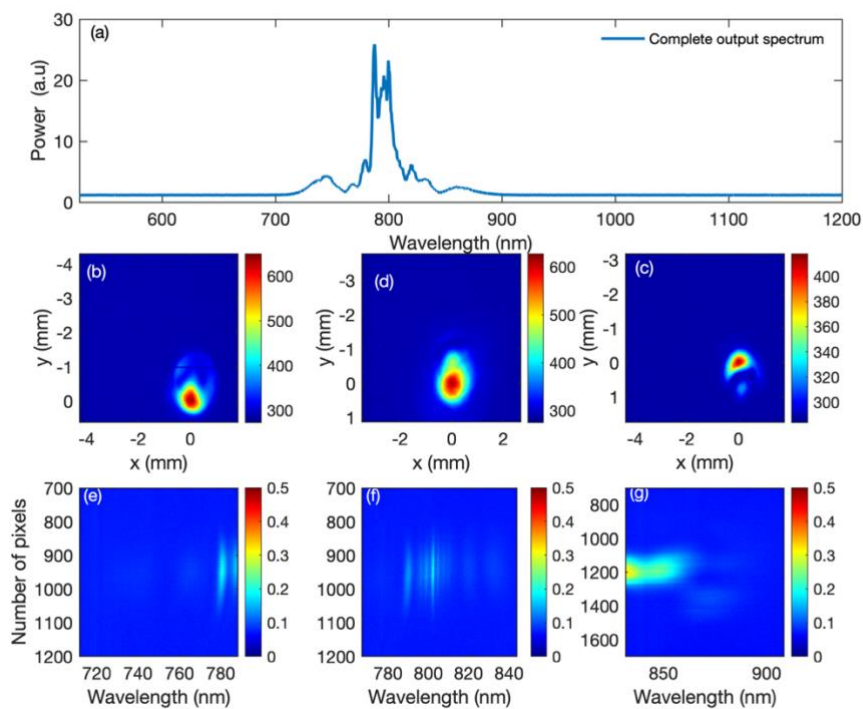 (a)
Complete output spectrum
30
20
10
0
Power (a.u)
600 700 800 900 1000 1100 1200
Wavelength (nm)
(b)
-4
-3
-2
-1
0
y (mm)
-4 -2 0
x (mm)
600
500
400
300
(d)
-3
-2
-1
0
1
y (mm)
-2 0 2
x (mm)
600
500
400
300
(c)
-3
-2
-1
0
1
y (mm)
-4 -2 0
x (mm)
400
380
360
340
320
300
(e)
700
800
900
1000
1100
1200
Number of pixels
720 740 760 780
Wavelength (nm)
0.5
0.4
0.3
0.2
0.1
0
(f)
700
800
900
1000
1100
1200
780 800 820 840
Wavelength (nm)
0.5
0.4
0.3
0.2
0.1
0
(g)
800
1000
1200
1400
1600
850 900
Wavelength (nm)
0.5
0.4
0.3
0.2
0.1
0